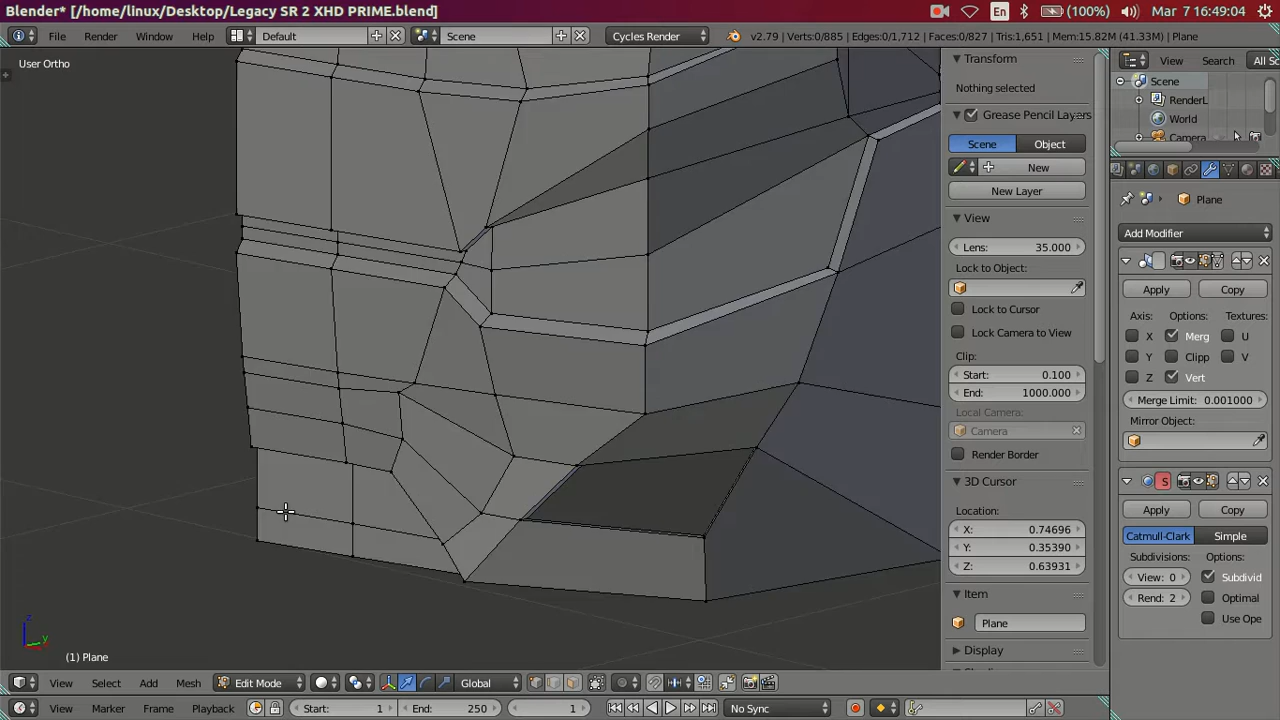 Blender* [/home/linux/Desktop/Legacy SR 2 XHD PRIME.blend]
En (100%) Mar 7 16:49:04
File Render Window Help Default Scene Cycles Render v2.79 | Verts:0/885 | Edges:0/1,712 | Faces:0/827 | Tris:1,651 | Mem:15.82M (41.33M) | Plane
User Ortho
Transform
Nothing selected
Grease Pencil Layers
Scene Object
New
New Layer
View
Lens: 35.000
Lock to Object:
Lock to Cursor
Lock Camera to View
Clip:
Start: 0.100
End: 1000.000
Local Camera:
Camera
Render Border
3D Cursor
Location:
X: 0.74696
Y: 0.35390
Z: 0.63931
Item
Plane
Display
View Search All Sc
Scene
RenderL
World
Camera
Plane
Add Modifier
Apply Copy
Axis: Options: Textures:
X Merg U
Y Clipp V
Z Vert
Merge Limit: 0.001000
Mirror Object:
S
Apply Copy
Catmull-Clark Simple
Subdivisions: Options:
View: 0 Subdivid
Rend: 2 Optimal
Use Ope
z
y
(1) Plane
View Select Add Mesh Edit Mode Global
View Marker Frame Playback Start: 1 End: 250 1 No Sync